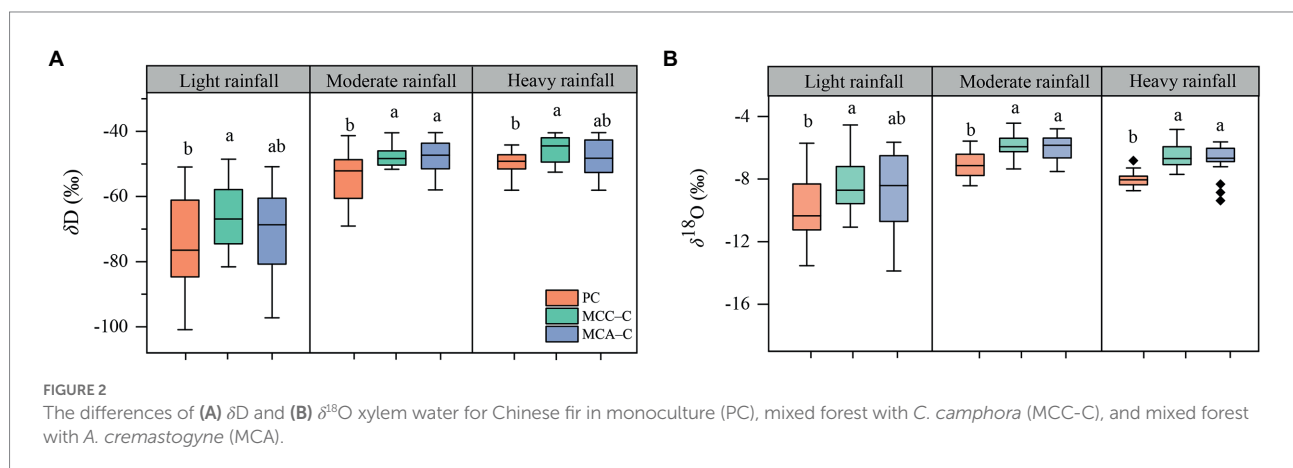 A
Light rainfall Moderate rainfall Heavy rainfall
-40
-60
-80
-100
δD (‰)
b a ab
b a a
b a ab
PC
MCC–C
MCA–C
B
Light rainfall Moderate rainfall Heavy rainfall
-4
-8
-12
-16
δ18O (‰)
b a ab
b a a
b a a
FIGURE 2
The differences of (A) δD and (B) δ18O xylem water for Chinese fir in monoculture (PC), mixed forest with C. camphora (MCC-C), and mixed forest
with A. cremastogyne (MCA).